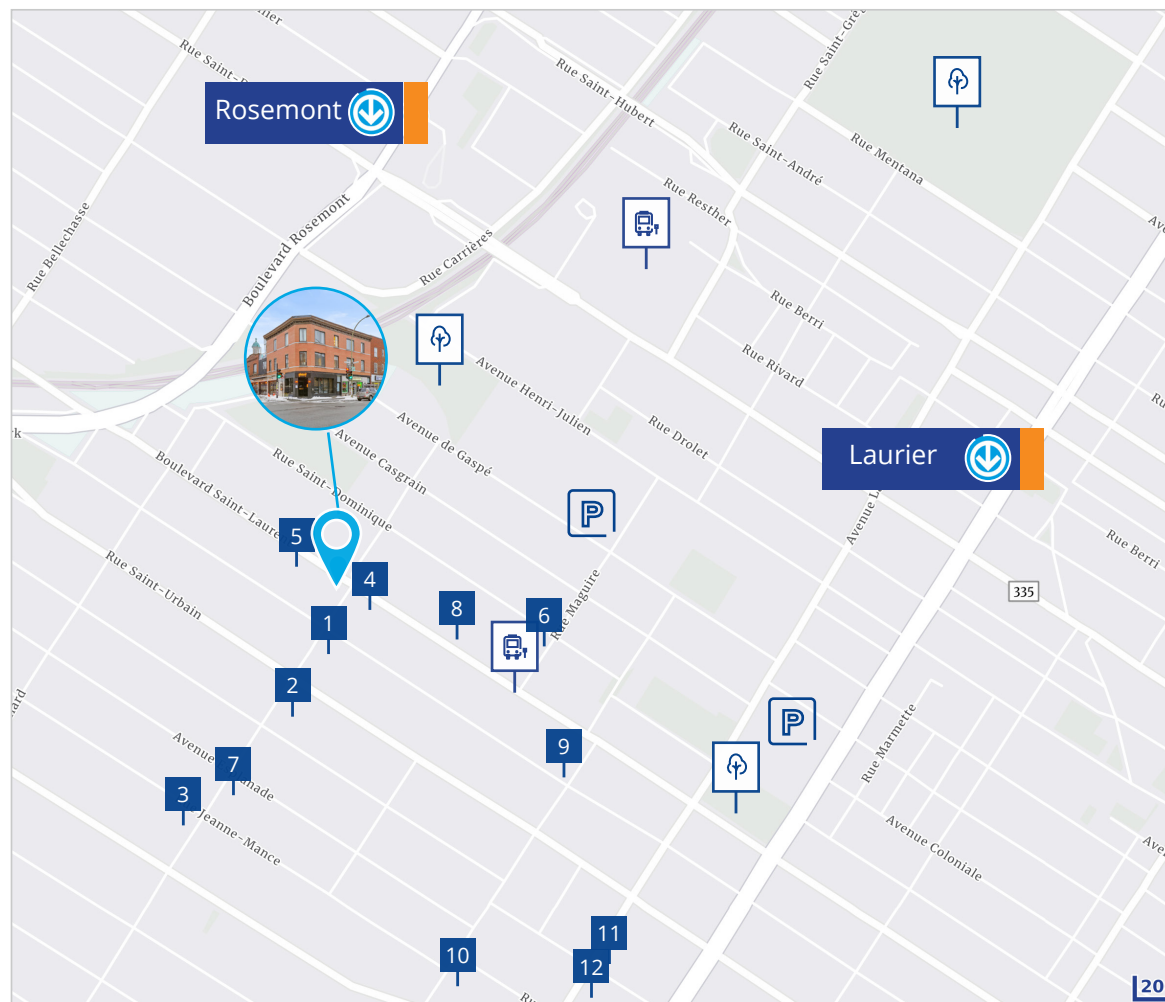 Rue Saint-Hubert
Rosemont
Rue Saint-André
Rue Mentana
Rue Resther
Rue Bellechasse
Boulevard Rosemont
Rue Carrières
Rue Berri
Rue Rivard
Avenue Henri-Julien
Rue Drolet
Avenue de Gaspé
Avenue Casgrain
Rue Saint-Dominique
Laurier
Boulevard Saint-Laure
P
5
Rue Berri
4
335
Rue Saint-Urbain
Rue Maguire
8
6
1
2
Rue Marmette
P
9
Avenue
nade
7
3
Jeanne-Mance
Avenue Coloniale
11
10
12
20